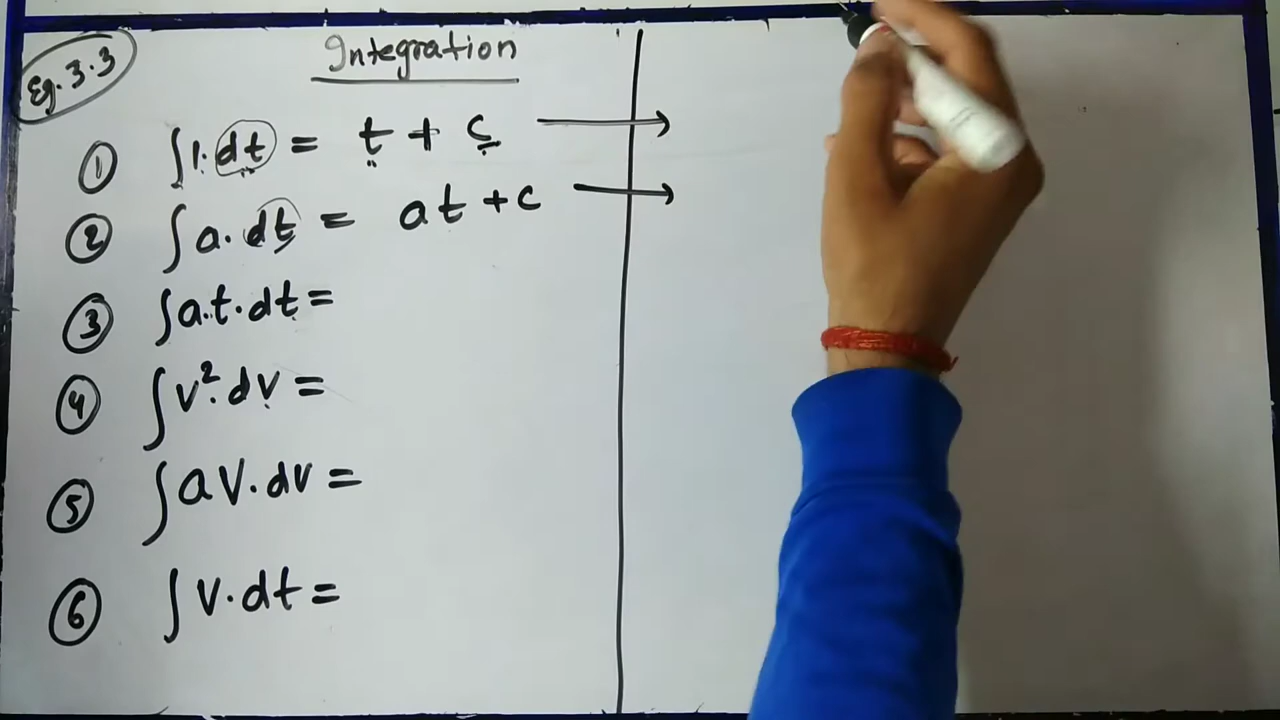 Eg. 3.3
Integration
① ∫1.dt = t + c
② ∫a.dt = at + c
③ ∫a.t.dt =
④ ∫v².dv =
⑤ ∫av.dv =
⑥ ∫v.dt =